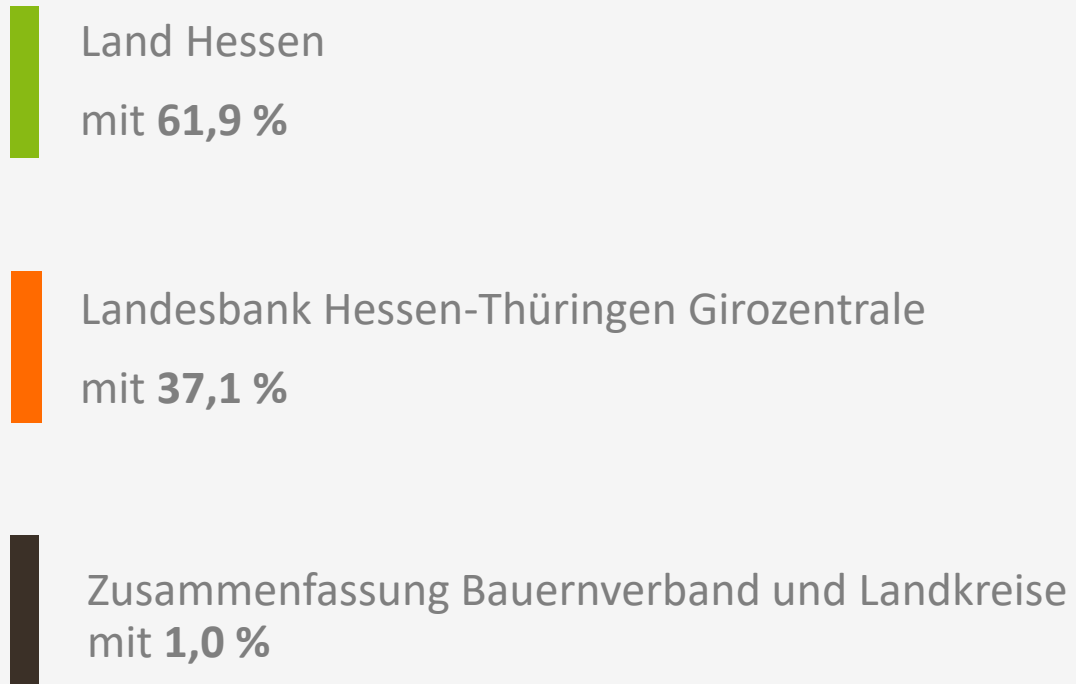 Land Hessen
mit 61,9 %
Landesbank Hessen-Thüringen Girozentrale
mit 37,1 %
Zusammenfassung Bauernverband und Landkreise
mit 1,0 %